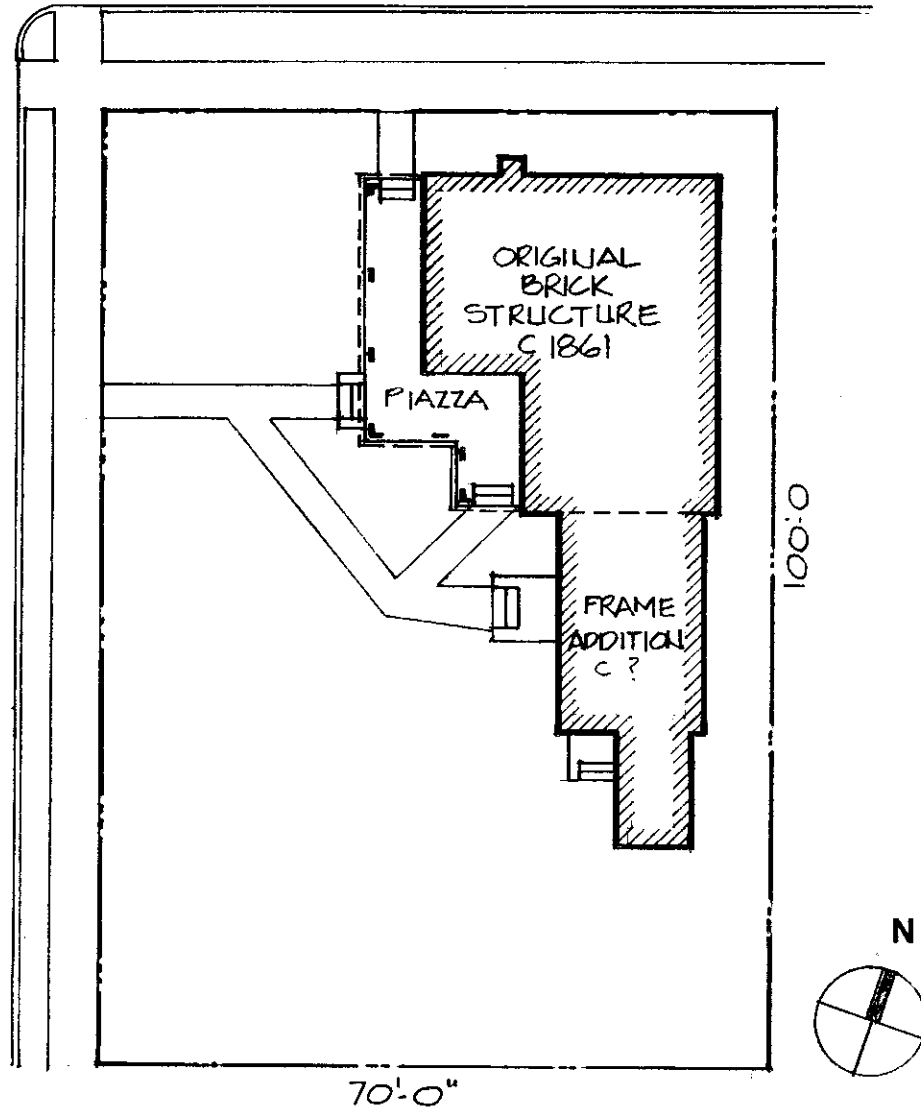 ORIGINAL
BRICK
STRUCTURE
C 1861
PIAZZA
100'-0
FRAME
ADDITION
C ?
N
70'-0"